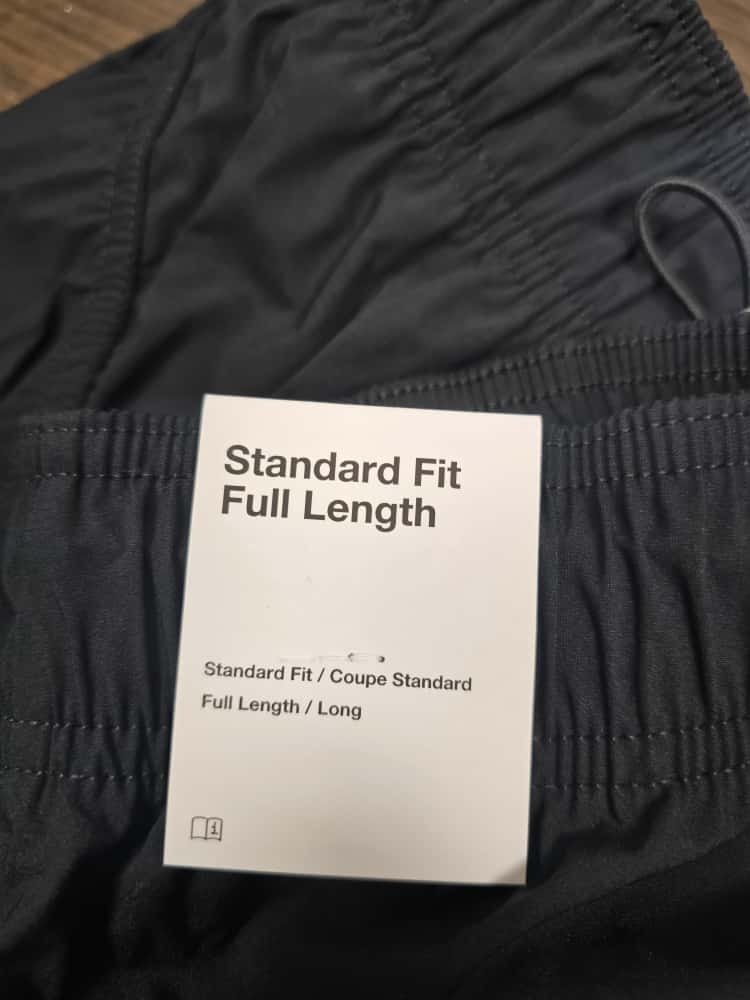 Standard Fit
Full Length
Standard Fit / Coupe Standard
Full Length / Long
i